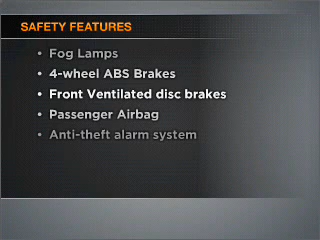 SAFETY FEATURES
• Fog Lamps
• 4-wheel ABS Brakes
• Front Ventilated disc brakes
• Passenger Airbag
• Anti-theft alarm system